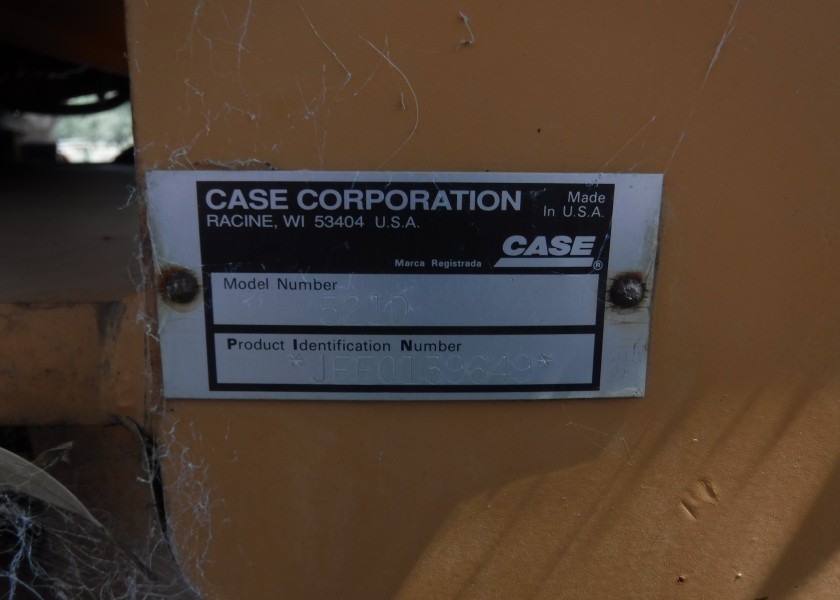 CASE CORPORATION
RACINE, WI 53404 U.S.A.
Made
In U.S.A.
CASE®
Marca Registrada
Model Number
Product Identification Number